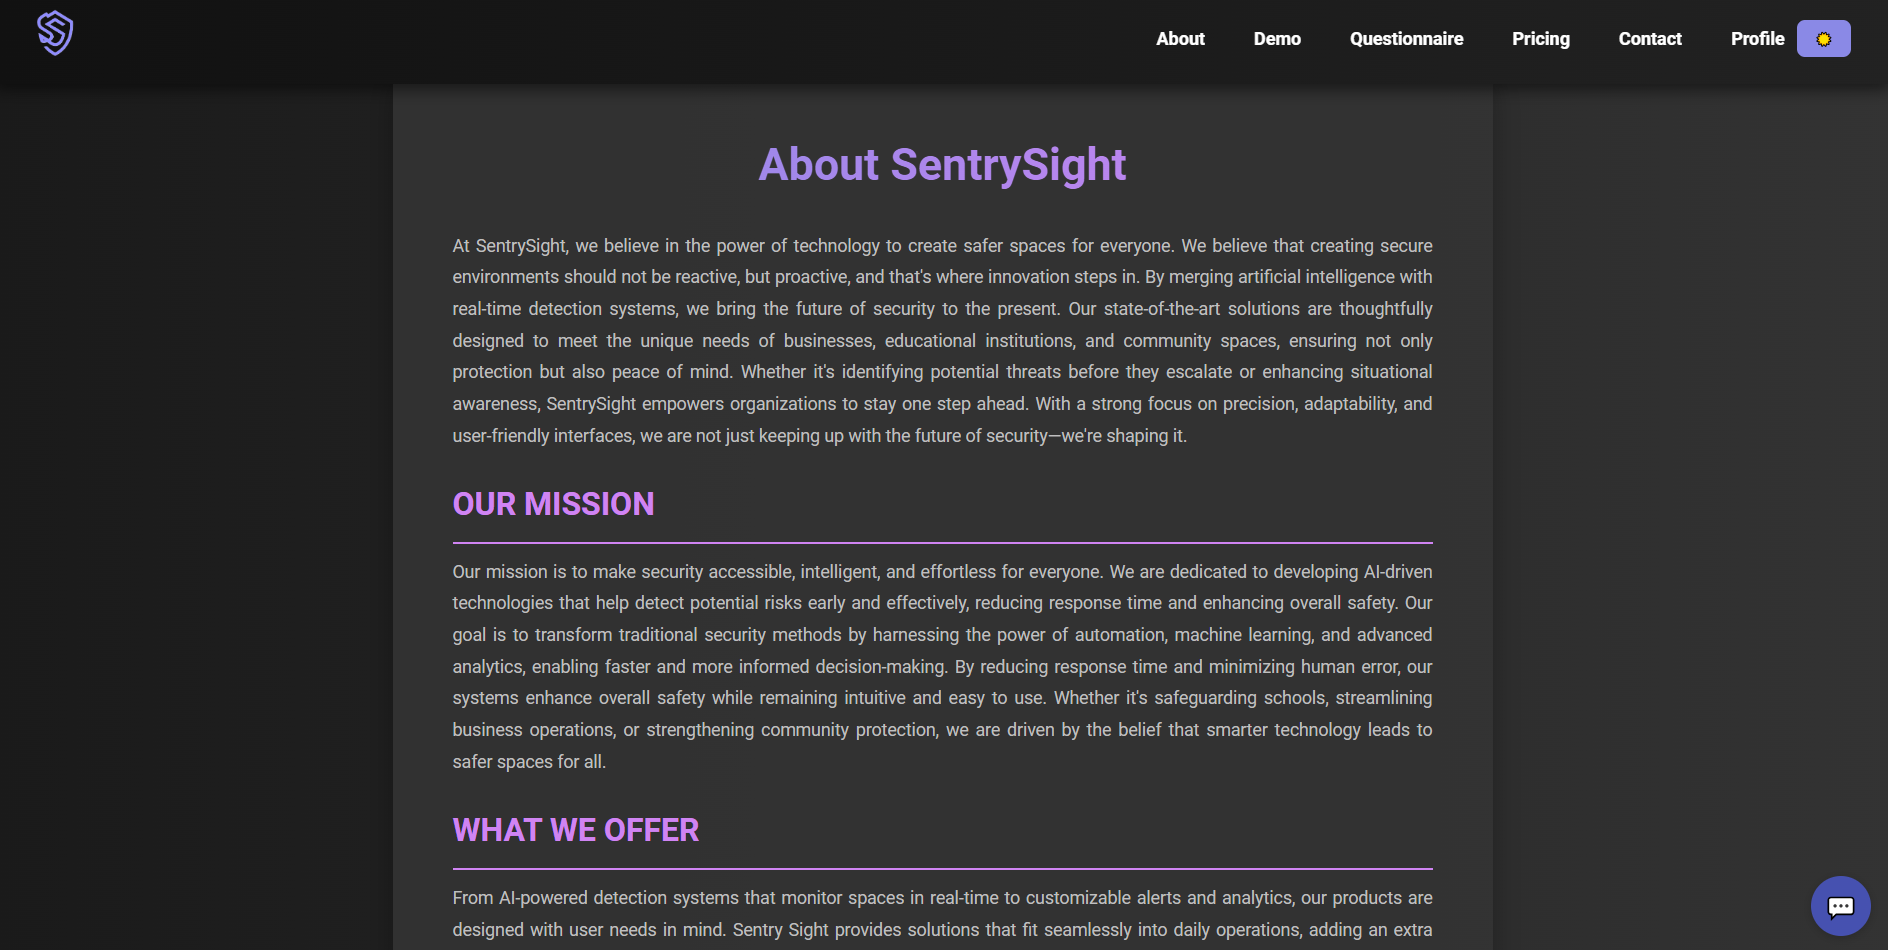 About
Demo
Questionnaire
Pricing
Contact
Profile
About SentrySight
At SentrySight, we believe in the power of technology to create safer spaces for everyone. We believe that creating secure
environments should not be reactive, but proactive, and that's where innovation steps in. By merging artificial intelligence with
real-time detection systems, we bring the future of security to the present. Our state-of-the-art solutions are thoughtfully
designed to meet the unique needs of businesses, educational institutions, and community spaces, ensuring not only
protection but also peace of mind. Whether it's identifying potential threats before they escalate or enhancing situational
awareness, SentrySight empowers organizations to stay one step ahead. With a strong focus on precision, adaptability, and
user-friendly interfaces, we are not just keeping up with the future of security—we're shaping it.
OUR MISSION
Our mission is to make security accessible, intelligent, and effortless for everyone. We are dedicated to developing AI-driven
technologies that help detect potential risks early and effectively, reducing response time and enhancing overall safety. Our
goal is to transform traditional security methods by harnessing the power of automation, machine learning, and advanced
analytics, enabling faster and more informed decision-making. By reducing response time and minimizing human error, our
systems enhance overall safety while remaining intuitive and easy to use. Whether it's safeguarding schools, streamlining
business operations, or strengthening community protection, we are driven by the belief that smarter technology leads to
safer spaces for all.
WHAT WE OFFER
From AI-powered detection systems that monitor spaces in real-time to customizable alerts and analytics, our products are
designed with user needs in mind. Sentry Sight provides solutions that fit seamlessly into daily operations, adding an extra